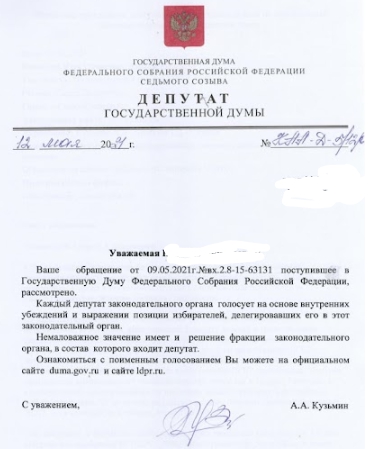 ГОСУДАРСТВЕННАЯ ДУМА
ФЕДЕРАЛЬНОГО СОБРАНИЯ РОССИЙСКОЙ ФЕДЕРАЦИИ
СЕДЬМОГО СОЗЫВА
ДЕПУТАТ
ГОСУДАРСТВЕННОЙ ДУМЫ
12 мая 2021 г. №
Уважаемая
Ваше обращение от 09.05.2021г.№вх.2.8-15-63131 поступившее в
Государственную Думу Федерального Собрания Российской Федерации,
рассмотрено.
Каждый депутат законодательного органа голосует на основе внутренних
убеждений и выражении позиции избирателей, делегировавших его в этот
законодательный орган.
Немаловажное значение имеет и решение фракции законодательного
органа, в состав которого входит депутат.
Ознакомиться с поименным голосованием Вы можете на официальном
сайте duma.gov.ru и сайте ldpr.ru.
С уважением, А.А. Кузьмин